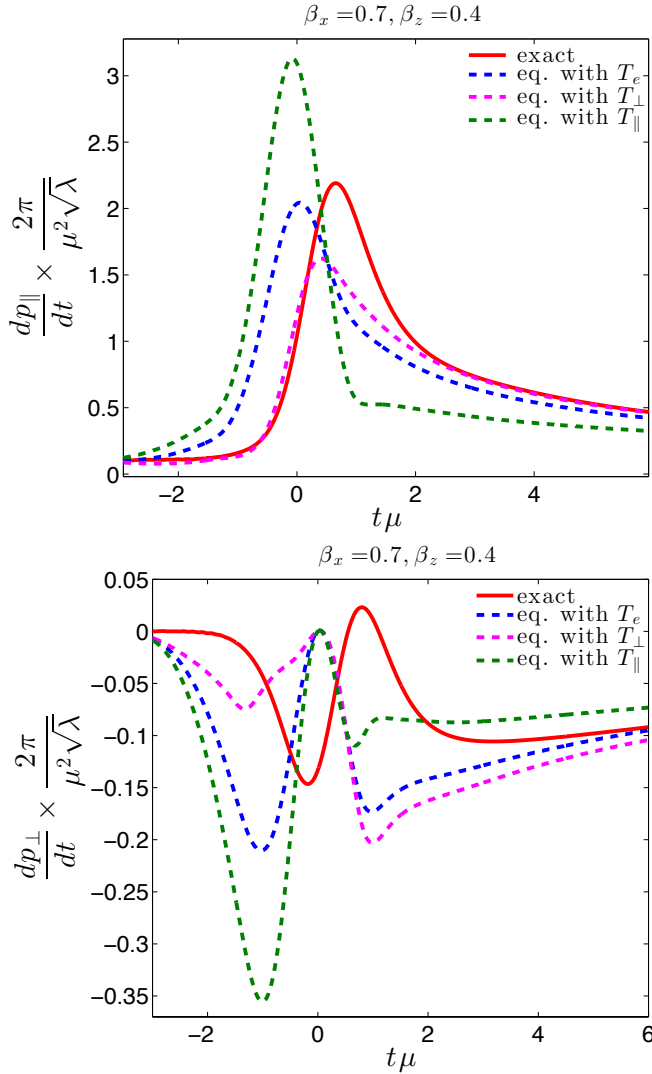 β_x =0.7, β_z =0.4
exact
eq. with T_e
eq. with T_⊥
eq. with T_∥
3
2.5
2
1.5
1
0.5
0
dp_∥/dt × 2π/μ²√λ
−2 0 2 4
tμ
β_x =0.7, β_z =0.4
exact
eq. with T_e
eq. with T_⊥
eq. with T_∥
0.05
0
−0.05
−0.1
−0.15
−0.2
−0.25
−0.3
−0.35
dp_⊥/dt × 2π/μ²√λ
−2 0 2 4 6
tμ